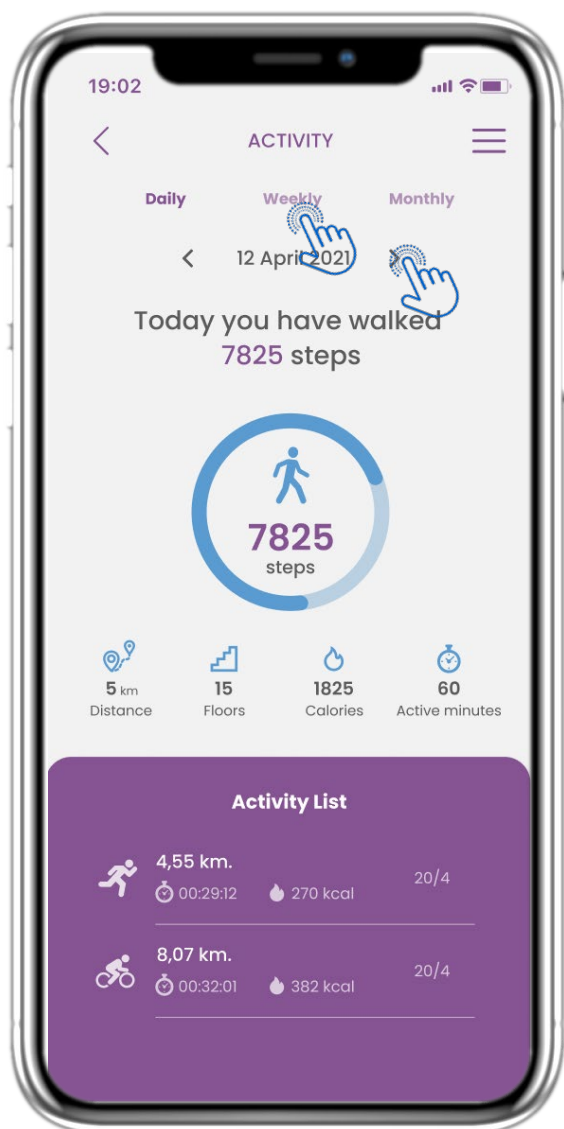 19:02
ACTIVITY
Daily Weekly Monthly
12 April 2021
Today you have walked
7825 steps
7825
steps
5 km 15 1825 60
Distance Floors Calories Active minutes
Activity List
4,55 km.
00:29:12 270 kcal 20/4
8,07 km.
00:32:01 382 kcal 20/4